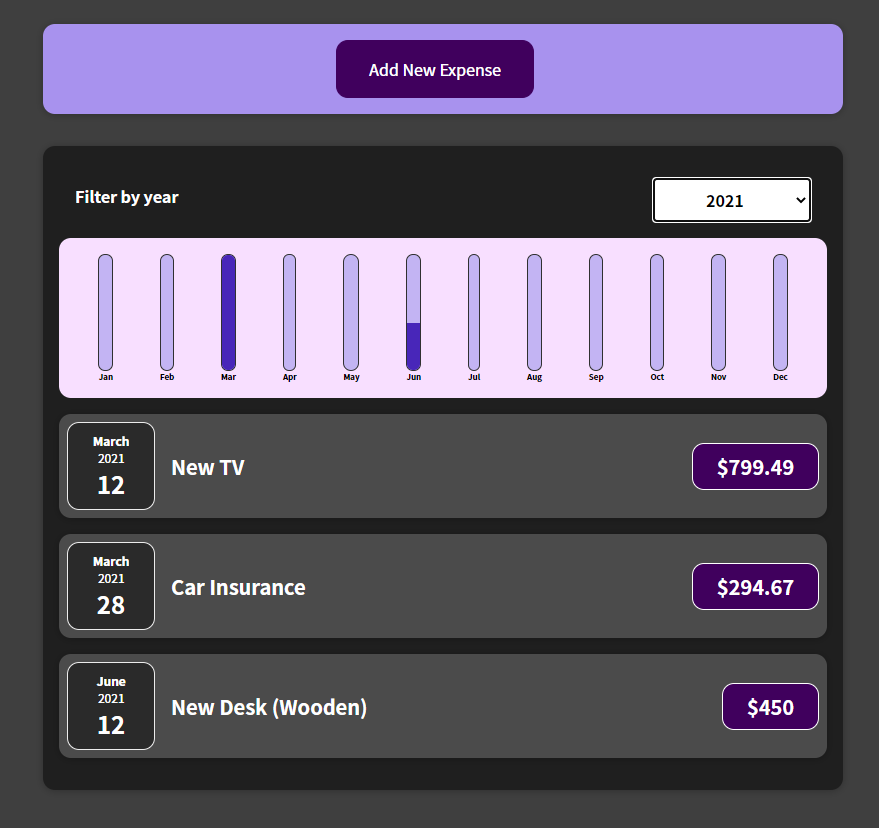 Add New Expense
Filter by year
2021
Jan Feb Mar Apr May Jun Jul Aug Sep Oct Nov Dec
March
2021
12
New TV
$799.49
March
2021
28
Car Insurance
$294.67
June
2021
12
New Desk (Wooden)
$450